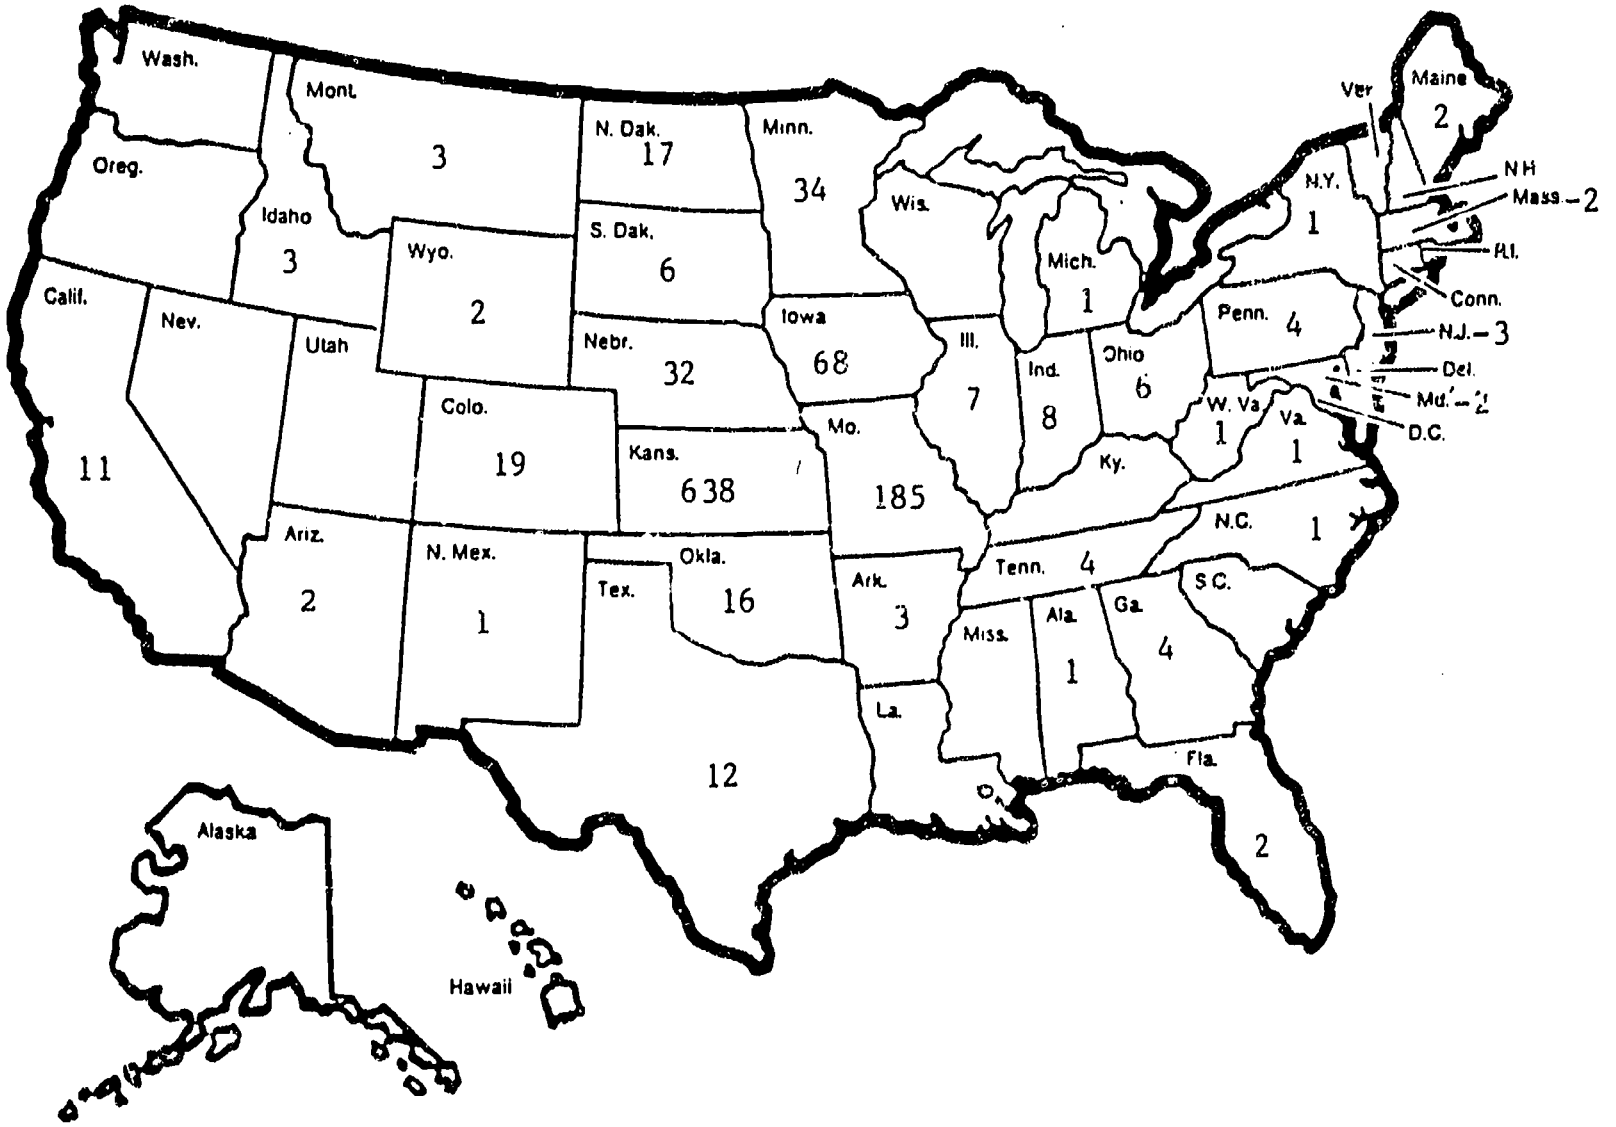 Wash.
Mont.
3
N. Dak.
17
Minn.
34
Ver
Maine
2
Oreg.
Idaho
3
Wyo.
2
S. Dak.
6
Wis.
Mich.
1
N.Y.
1
N H
Mass.-2
R.I.
Conn.
Calif.
11
Nev.
Utah
Colo.
19
Nebr.
32
Iowa
68
Ill.
7
Ind.
8
Ohio
6
Penn.
4
N.J.-3
Del.
Md.-2
D.C.
W. Va.
1
Va.
1
Kans.
638
Mo.
185
Ky.
Ariz.
2
N. Mex.
1
Okla.
16
Tex.
12
Ark.
3
Tenn. 4
N.C.
1
S.C.
Miss.
Ala.
1
Ga.
4
La.
Fla.
2
Alaska
Hawaii